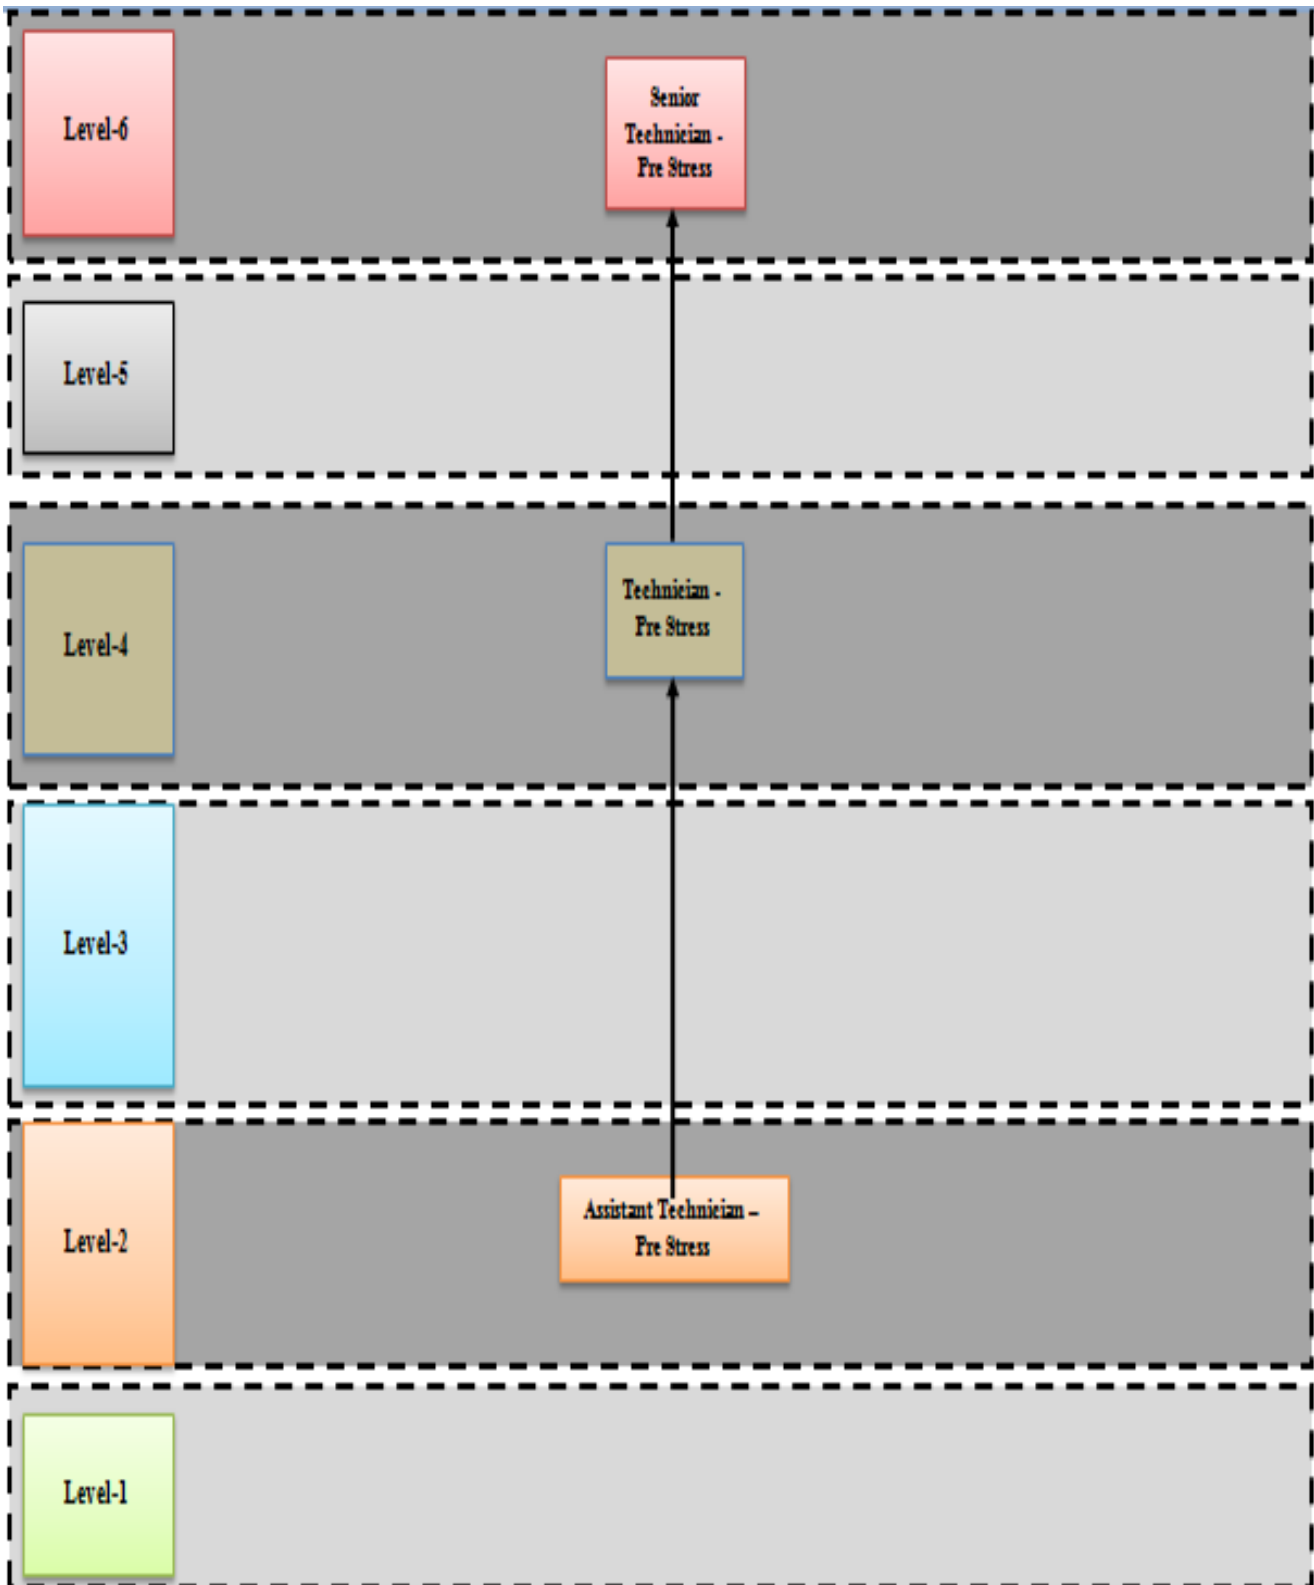 Level-6
Senior
Technician -
Pre Stress
Level-5
Level-4
Technician -
Pre Stress
Level-3
Level-2
Assistant Technician –
Pre Stress
Level-1